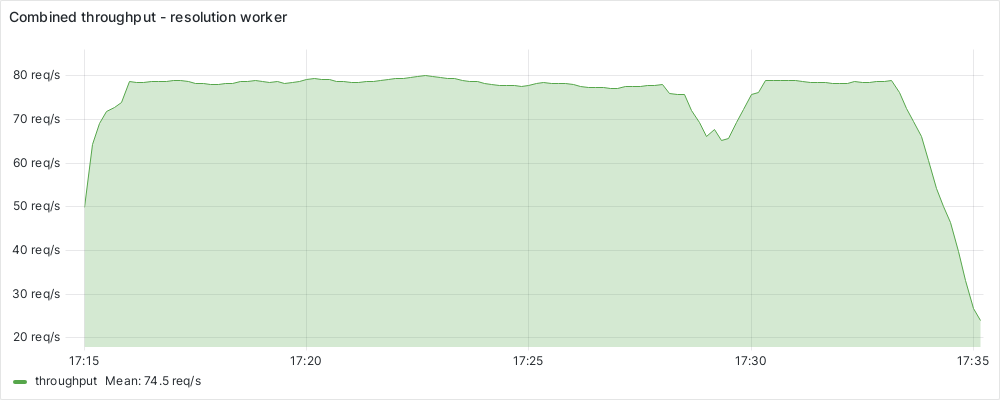 Combined throughput - resolution worker
80 req/s
70 req/s
60 req/s
50 req/s
40 req/s
30 req/s
20 req/s
17:15 17:20 17:25 17:30 17:35
throughput Mean: 74.5 req/s